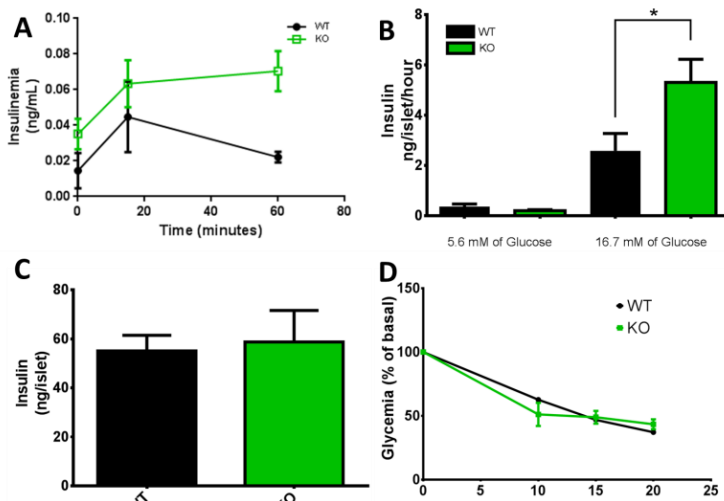 A
WT
KO
Insulinemia
(ng/mL)
0.10
0.08
0.06
0.04
0.02
0.00
0
20
40
60
80
Time (minutes)
B
WT
KO
*
Insulin
ng/islet/hour
8
6
4
2
0
5.6 mM of Glucose
16.7 mM of Glucose
C
Insulin
(ng/islet)
80
60
40
20
0
D
WT
KO
Glycemia (% of basal)
150
100
50
0
0
5
10
15
20
25